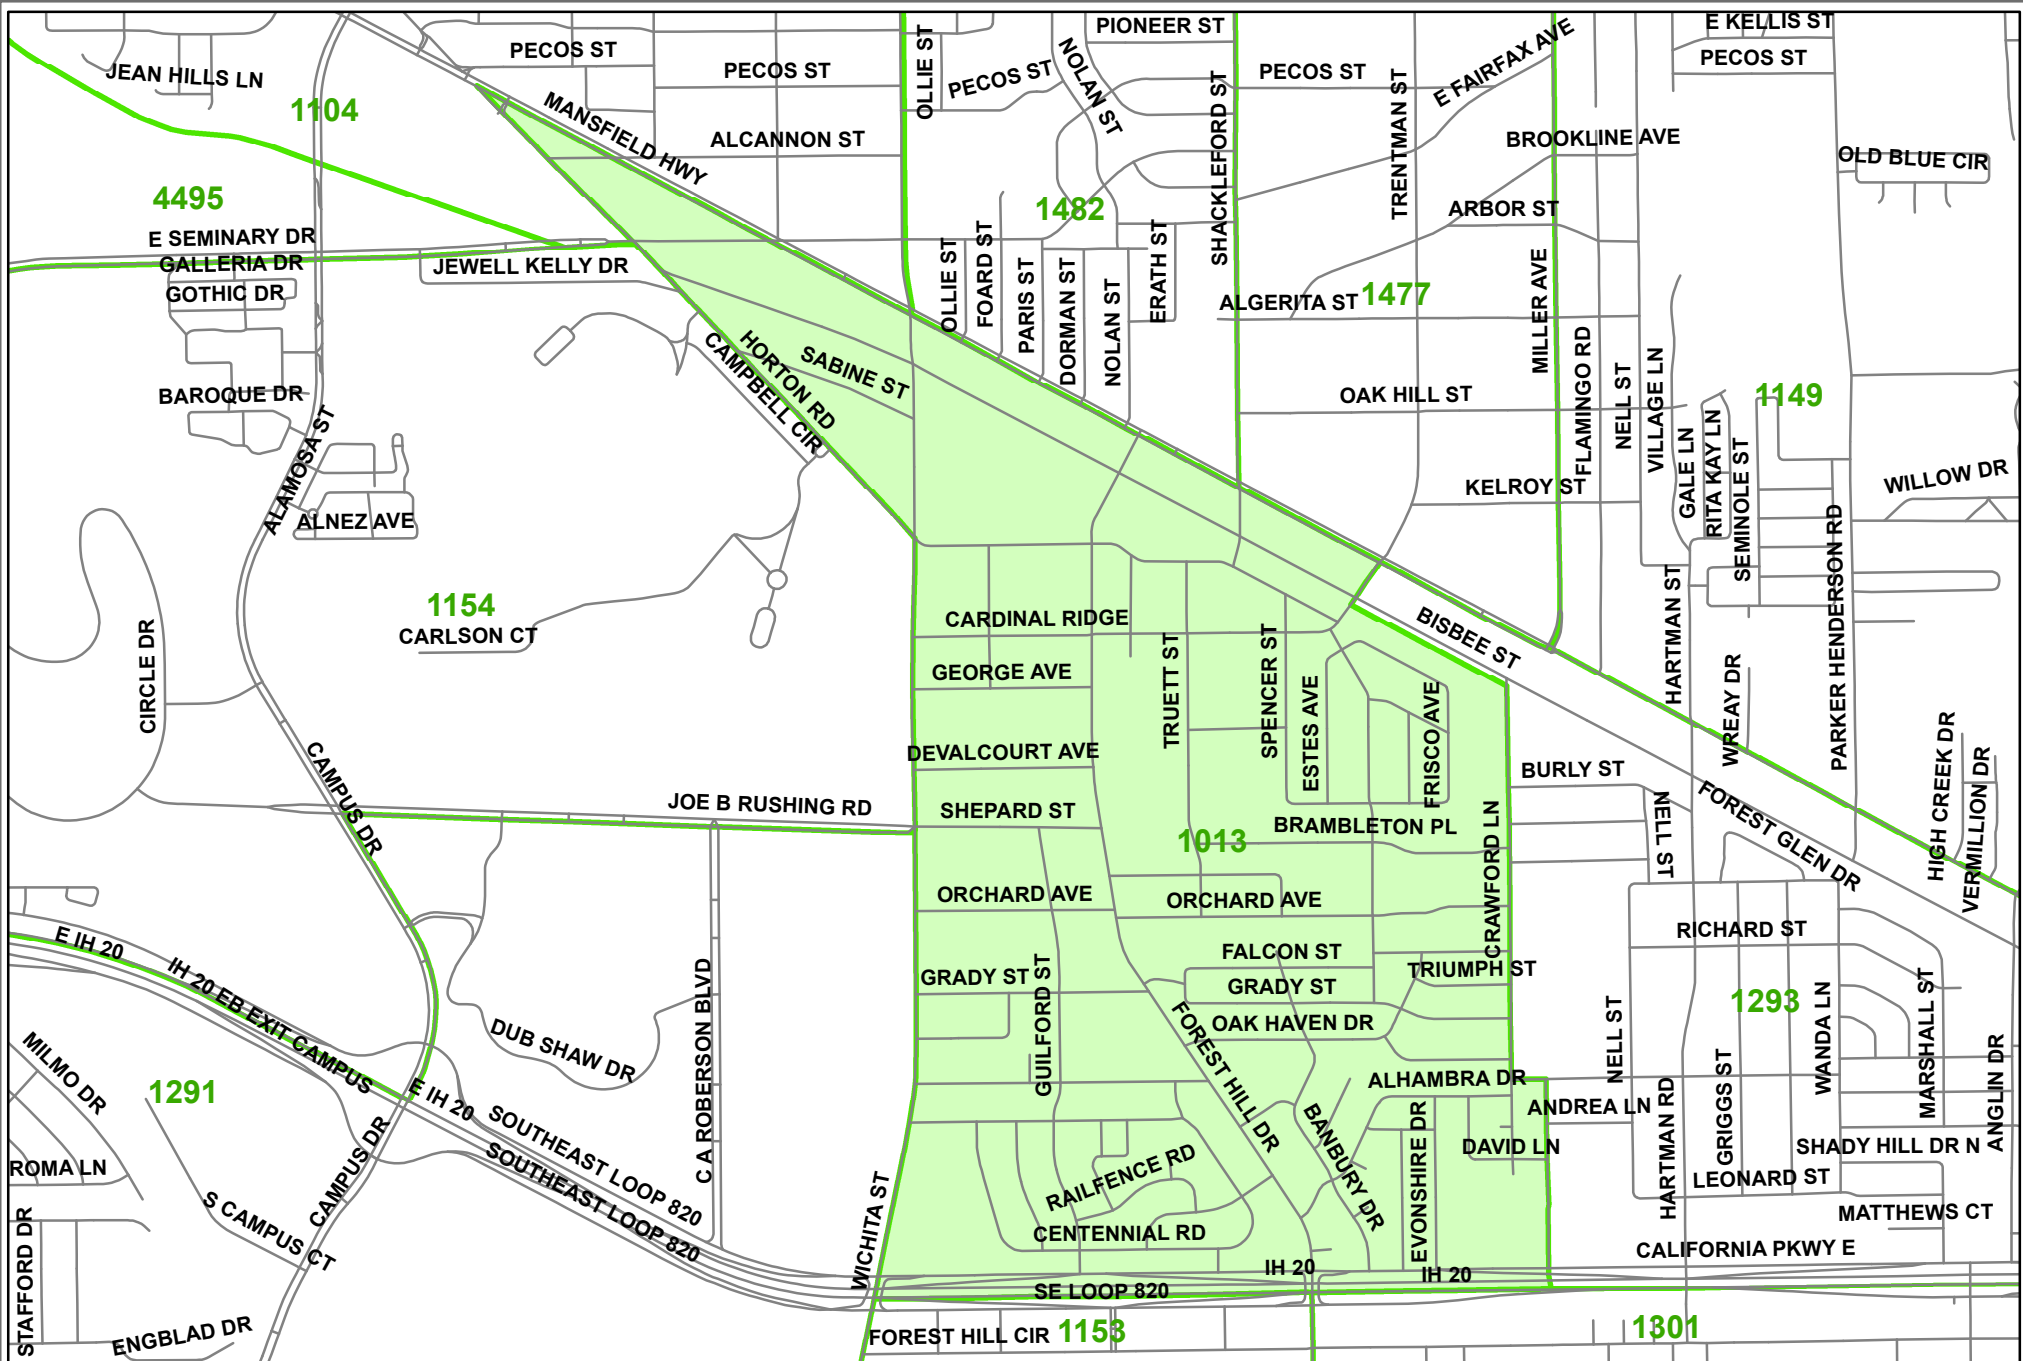 E KELLIS ST
PIONEER ST
PECOS ST
PECOS ST
PECOS ST
PECOS ST
PECOS ST
JEAN HILLS LN
1104
OLLIE ST
NOLAN ST
E FAIRFAX AVE
MANSFIELD HWY
ALCANNON ST
SHACKLEFORD ST
TRENTMAN ST
BROOKLINE AVE
OLD BLUE CIR
4495
1482
ARBOR ST
E SEMINARY DR
GALLERIA DR
GOTHIC DR
JEWELL KELLY DR
OLLIE ST
FOARD ST
PARIS ST
DORMAN ST
NOLAN ST
ERATH ST
ALGERITA ST
1477
MILLER AVE
FLAMINGO RD
NELL ST
VILLAGE LN
HORTON RD
CAMPBELL CIR
SABINE ST
BAROQUE DR
OAK HILL ST
1149
GALE LN
RITA KAY LN
SEMINOLE ST
ALAMOSA ST
KELROY ST
WILLOW DR
ALNEZ AVE
PARKER HENDERSON RD
1154
CARLSON CT
CARDINAL RIDGE
BISBEE ST
HARTMAN ST
CIRCLE DR
GEORGE AVE
TRUETT ST
SPENCER ST
ESTES AVE
FRISCO AVE
WREAY DR
CAMPUS DR
DEVALCOURT AVE
BURLY ST
HIGH CREEK DR
VERMILLION DR
JOE B RUSHING RD
SHEPARD ST
1013
BRAMBLETON PL
CRAWFORD LN
NELL ST
FOREST GLEN DR
ORCHARD AVE
ORCHARD AVE
E IH 20
IH 20 EB EXIT CAMPUS
FALCON ST
RICHARD ST
GRADY ST
GUILFORD ST
GRADY ST
TRIUMPH ST
1293
C A ROBERSON BLVD
DUB SHAW DR
FOREST HILL DR
OAK HAVEN DR
NELL ST
WANDA LN
MARSHALL ST
ANGLIN DR
MILMO DR
1291
E IH 20
ALHAMBRA DR
ANDREA LN
HARTMAN RD
GRIGGS ST
CAMPUS DR
SOUTHEAST LOOP 820
SOUTHEAST LOOP 820
BANBURY DR
EVONSHIRE DR
DAVID LN
SHADY HILL DR N
ROMA LN
RAILFENCE RD
LEONARD ST
S CAMPUS CT
WICHITA ST
CENTENNIAL RD
MATTHEWS CT
STAFFORD DR
IH 20
IH 20
CALIFORNIA PKWY E
SE LOOP 820
ENGBLAD DR
FOREST HILL CIR
1153
1301